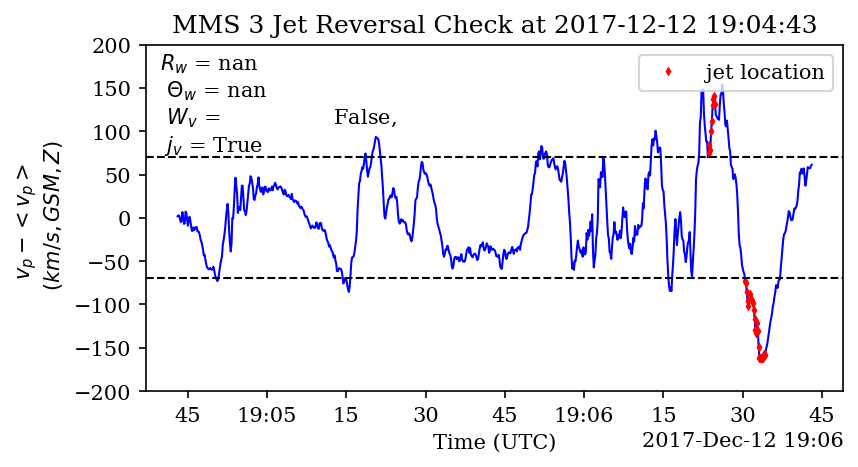 MMS 3 Jet Reversal Check at 2017-12-12 19:04:43
R_w = nan
Θ_w = nan
W_v = False,
j_v = True
jet location
v_p − <v_p>
(km/s, GSM, Z)
200
150
100
50
0
−50
−100
−150
−200
45 19:05 15 30 45 19:06 15 30 45
Time (UTC)
2017-Dec-12 19:06